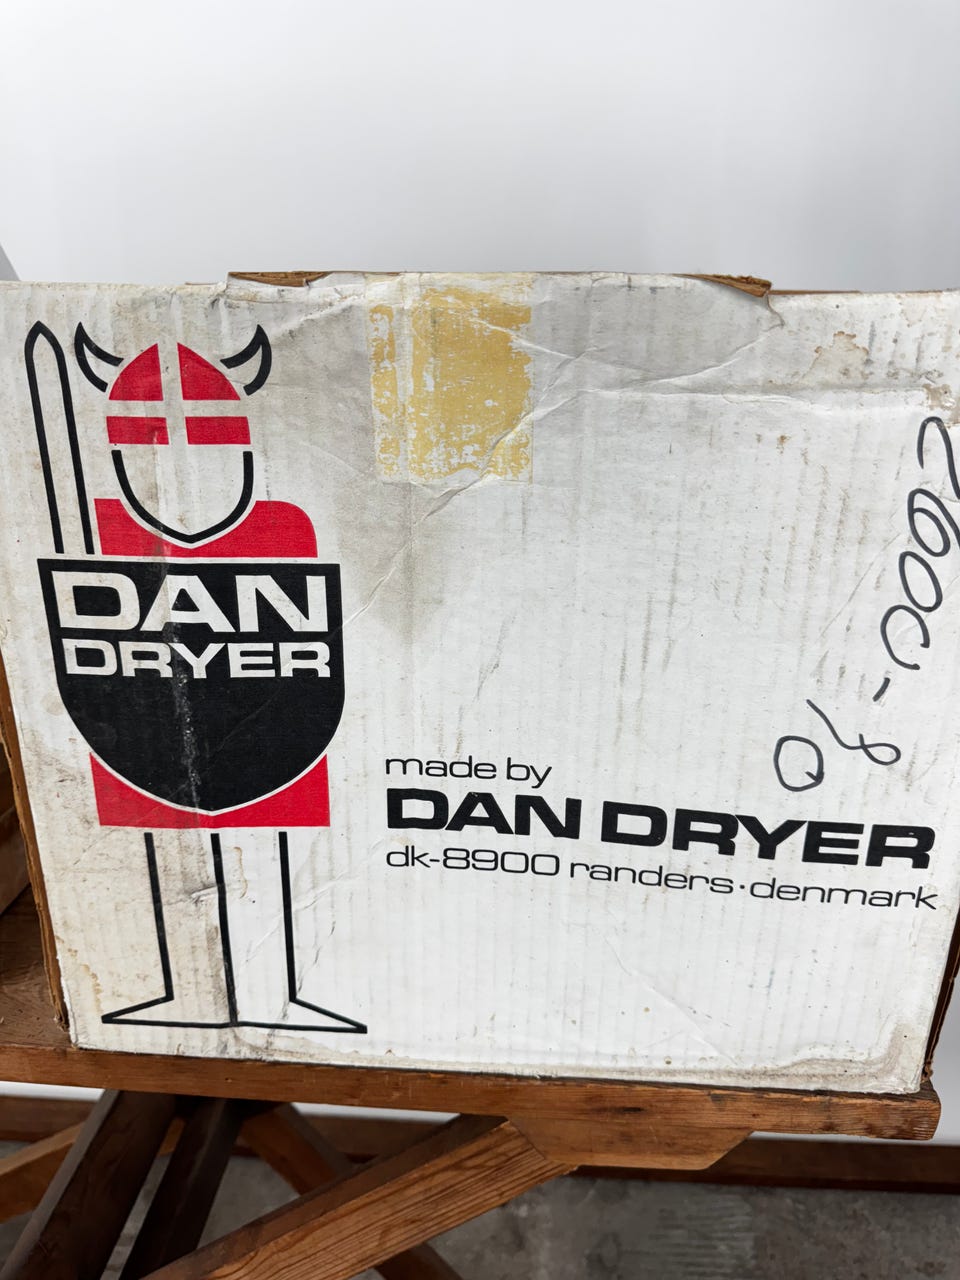 DAN
DRYER
made by
DAN DRYER
dk-8900 randers·denmark